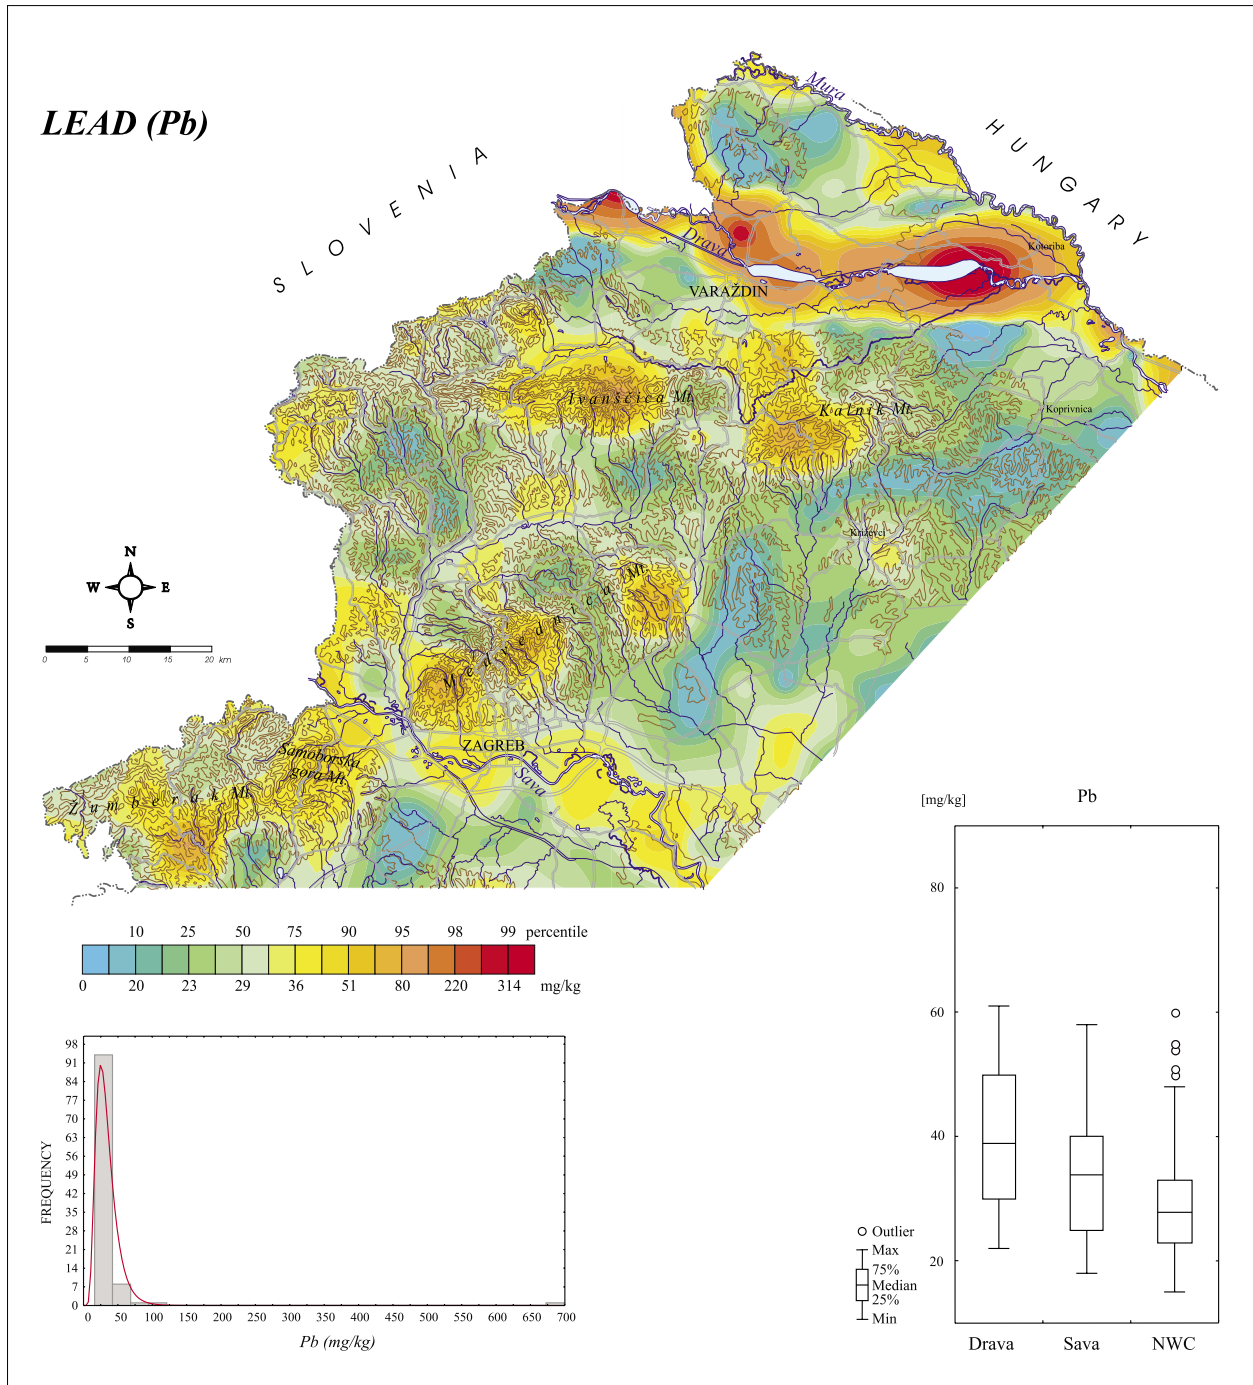 LEAD (Pb)
SLOVENIA
HUNGARY
Mura
Drava
Kotoriba
VARAŽDIN
Ivanščica Mt.
Kalnik Mt.
Koprivnica
Križevci
Medvednica Mt.
N
W E
S
0 5 10 15 20 km
ZAGREB
Sava
Samoborska
gora Mt.
Žumberak Mt.
10 25 50 75 90 95 98 99 percentile
0 20 23 29 36 51 80 220 314 mg/kg
FREQUENCY
98
91
84
77
70
63
56
49
42
35
28
21
14
7
0
0 50 100 150 200 250 300 350 400 450 500 550 600 650 700
Pb (mg/kg)
[mg/kg] Pb
80
60
40
20
Outlier
Max
75%
Median
25%
Min
Drava Sava NWC